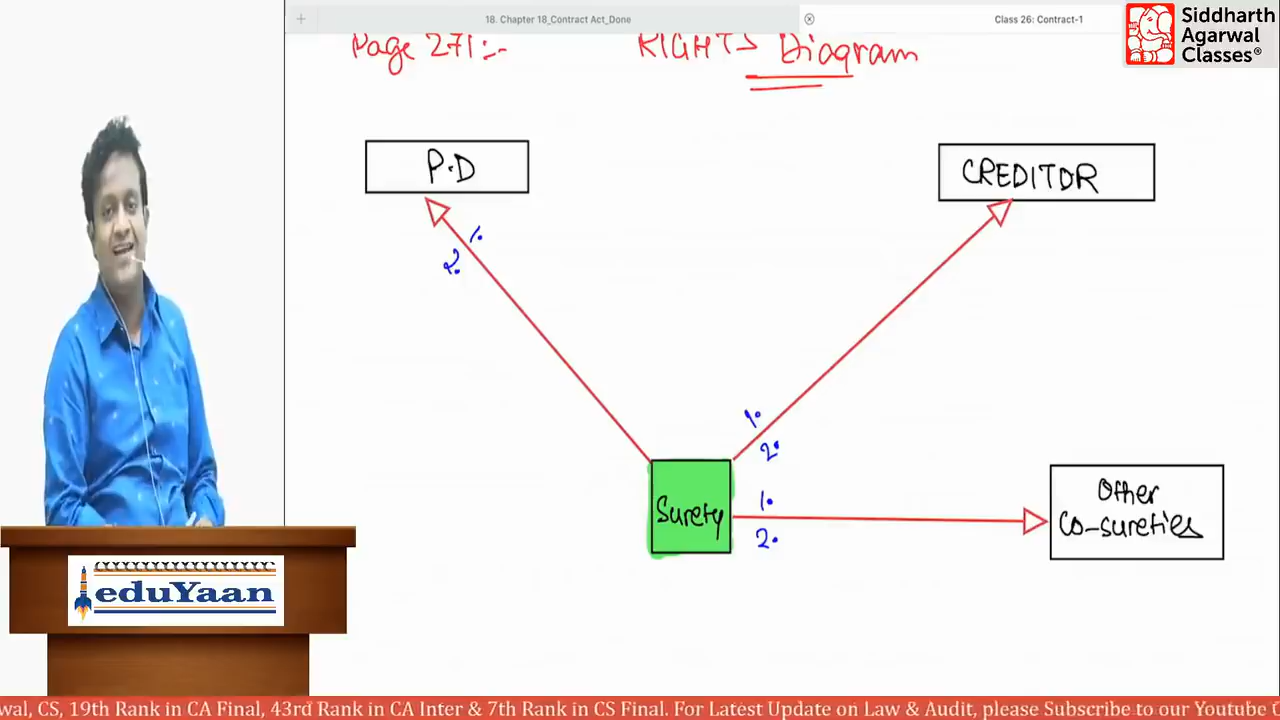 18. Chapter 18_Contract Act_Done
Class 26: Contract-1
Siddharth
Agarwal
Classes®
Page 271:-
RIGHTS Diagram
P.D
CREDITOR
1.
2.
1.
2.
Surety
1.
2.
Other
Co-sureties
eduYaan
wal, CS, 19th Rank in CA Final, 43rd Rank in CA Inter & 7th Rank in CS Final. For Latest Update on Law & Audit, please Subscribe to our Youtube